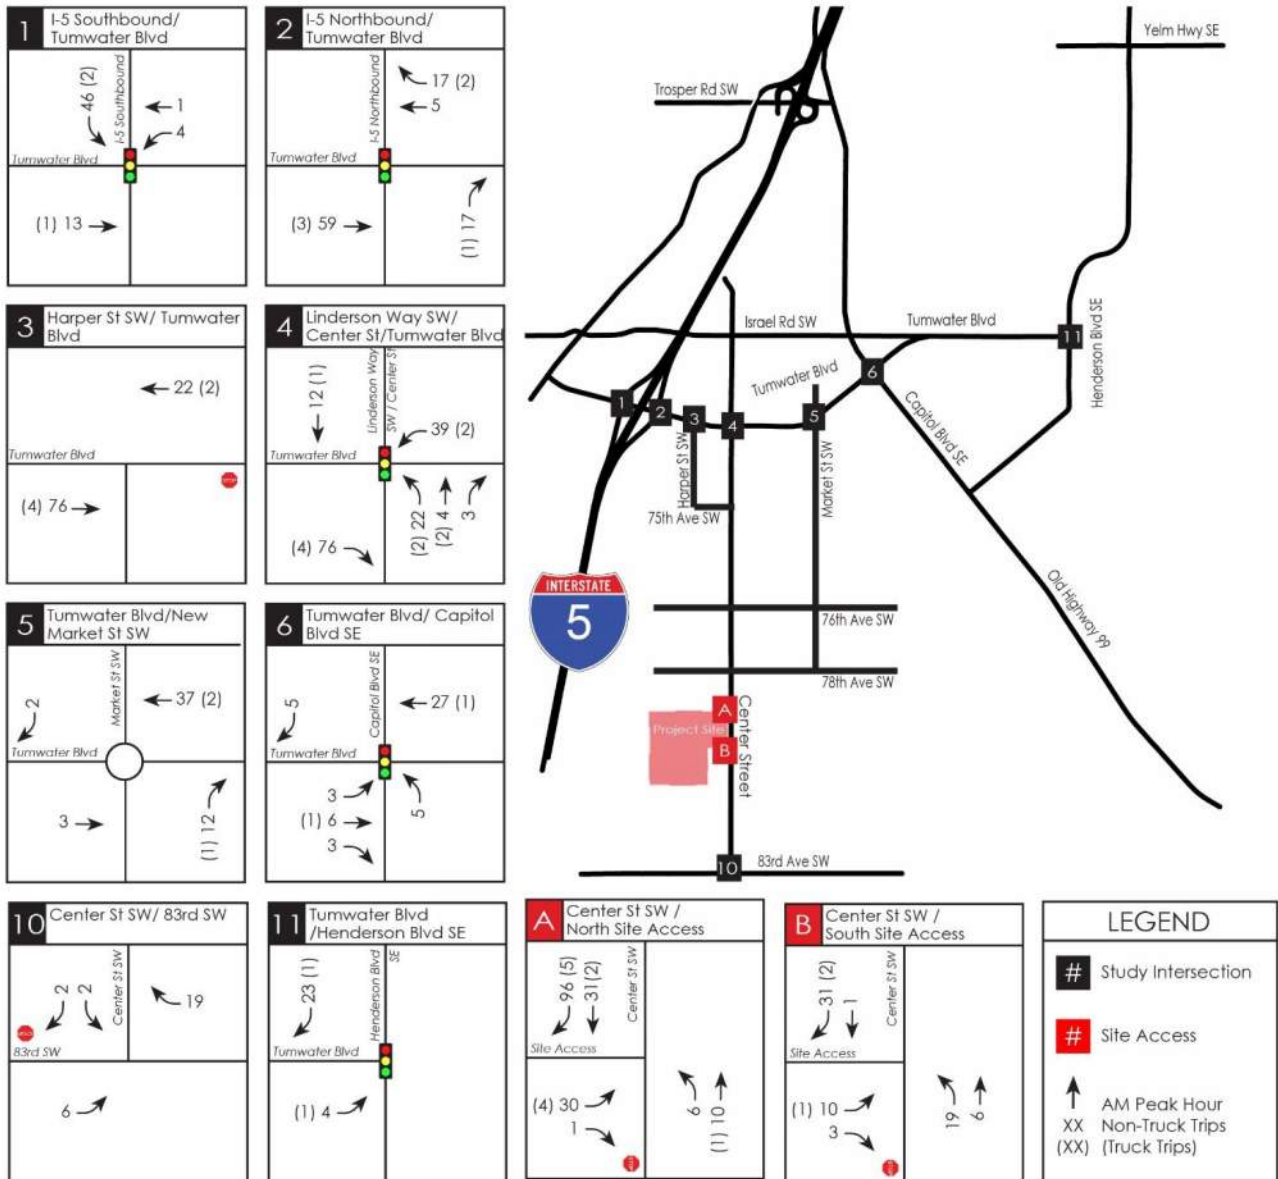 1
I-5 Southbound/
Tumwater Blvd
46 (2)
I-5 Southbound
1
4
Tumwater Blvd
(1) 13
2
I-5 Northbound/
Tumwater Blvd
17 (2)
I-5 Northbound
5
Tumwater Blvd
(3) 59
(1) 17
3
Harper St SW/ Tumwater
Blvd
22 (2)
Tumwater Blvd
(4) 76
4
Linderson Way SW/
Center St/Tumwater Blvd
12 (1)
Linderson Way
SW / Center St
39 (2)
Tumwater Blvd
(2) 22
(2) 4
3
(4) 76
5
Tumwater Blvd/New
Market St SW
2
Market St SW
37 (2)
Tumwater Blvd
3
(1) 12
6
Tumwater Blvd/ Capitol
Blvd SE
5
Capitol Blvd SE
27 (1)
Tumwater Blvd
3
(1) 6
3
5
10
Center St SW/ 83rd SW
2
2
Center St SW
19
83rd SW
6
11
Tumwater Blvd
/Henderson Blvd SE
23 (1)
Henderson Blvd
SE
Tumwater Blvd
(1) 4
A
Center St SW /
North Site Access
96 (5)
31(2)
Center St SW
Site Access
(4) 30
1
6
(1) 10
B
Center St SW /
South Site Access
31 (2)
1
Center St SW
Site Access
(1) 10
3
19
6
Yelm Hwy SE
Trosper Rd SW
Israel Rd SW
Tumwater Blvd
11
Henderson Blvd SE
Tumwater Blvd
6
1
2
3
4
5
Capitol Blvd SE
Harper St SW
Market St SW
75th Ave SW
INTERSTATE
5
76th Ave SW
Old Highway 99
78th Ave SW
A
Project Site
B
Center Street
10
83rd Ave SW
LEGEND
# Study Intersection
# Site Access
AM Peak Hour
XX Non-Truck Trips
(XX) (Truck Trips)